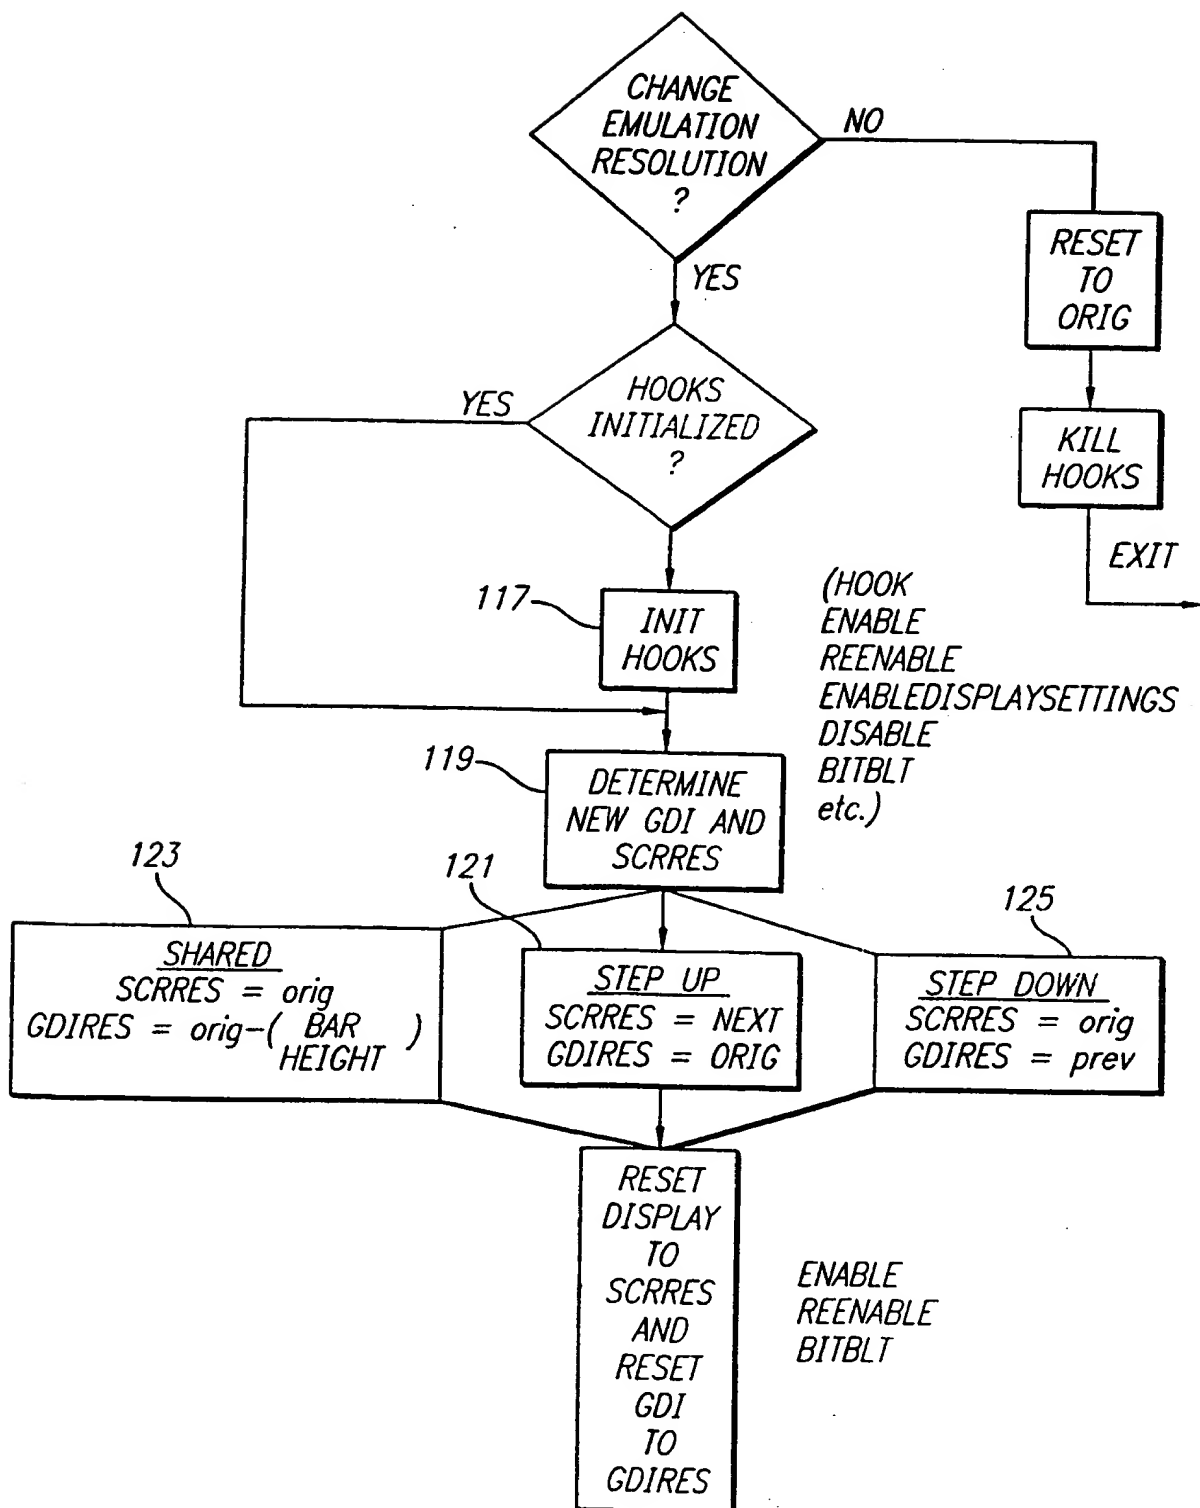 CHANGE
EMULATION
RESOLUTION
?
NO
YES
RESET
TO
ORIG
KILL
HOOKS
EXIT
HOOKS
INITIALIZED
?
YES
117
INIT
HOOKS
(HOOK
ENABLE
REENABLE
ENABLEDISPLAYSETTINGS
DISABLE
BITBLT
etc.)
119
DETERMINE
NEW GDI AND
SCRRES
123
SHARED
SCRRES = orig
GDIRES = orig-( BAR )
HEIGHT
121
STEP UP
SCRRES = NEXT
GDIRES = ORIG
125
STEP DOWN
SCRRES = orig
GDIRES = prev
RESET
DISPLAY
TO
SCRRES
AND
RESET
GDI
TO
GDIRES
ENABLE
REENABLE
BITBLT